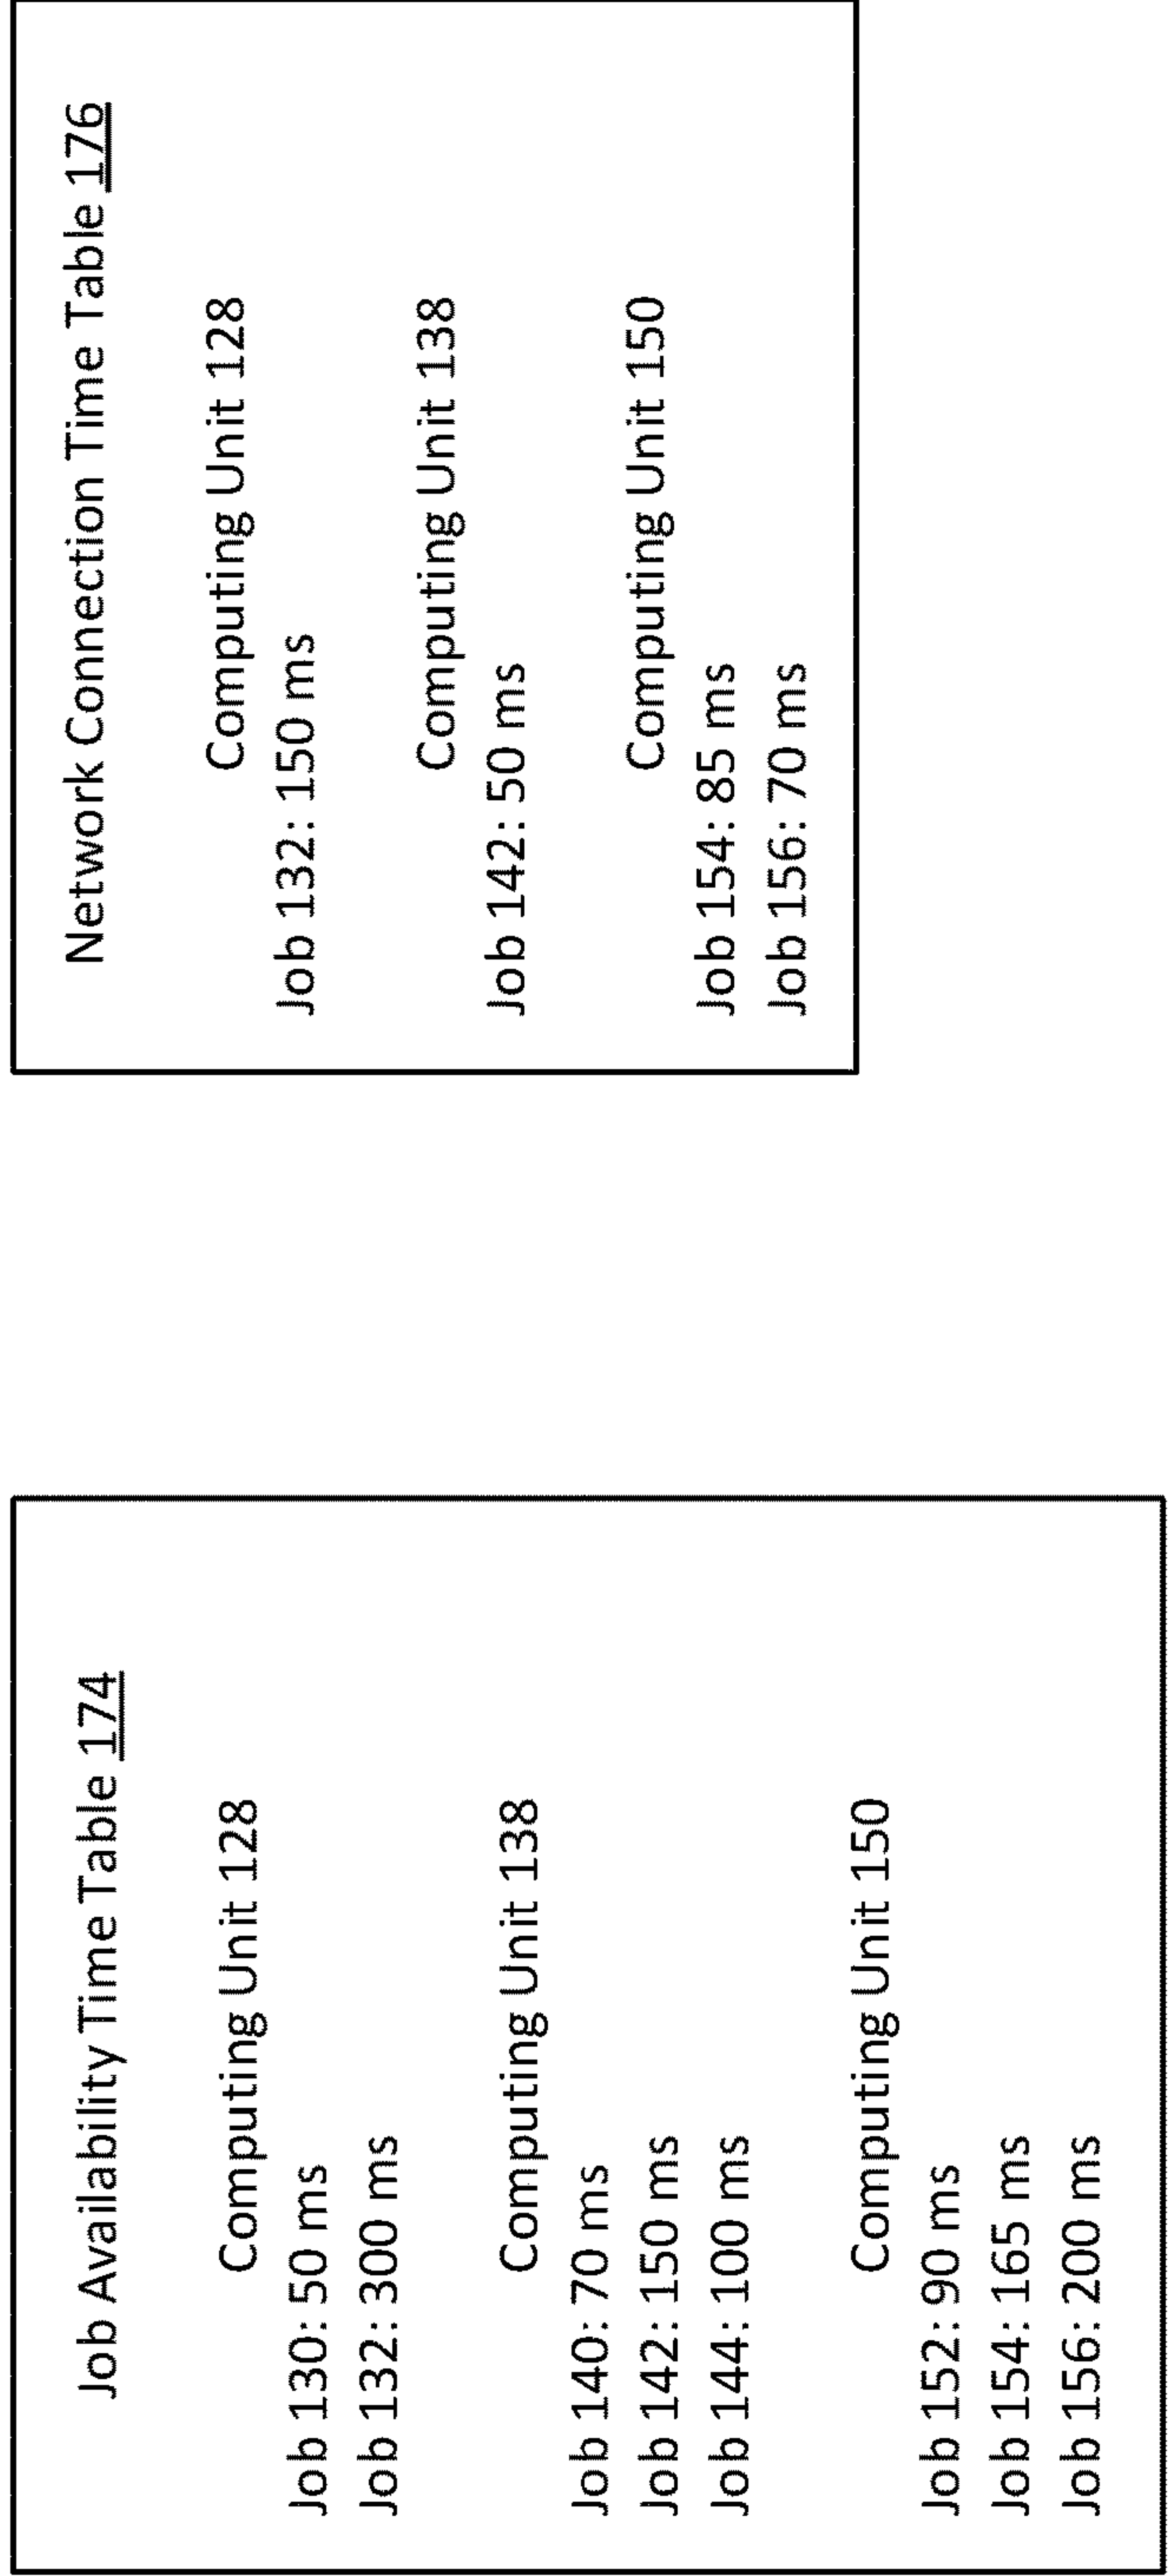 Job Availability Time Table 174
Computing Unit 128
Job 130: 50 ms
Job 132: 300 ms
Computing Unit 138
Job 140: 70 ms
Job 142: 150 ms
Job 144: 100 ms
Computing Unit 150
Job 152: 90 ms
Job 154: 165 ms
Job 156: 200 ms
Network Connection Time Table 176
Computing Unit 128
Job 132: 150 ms
Computing Unit 138
Job 142: 50 ms
Computing Unit 150
Job 154: 85 ms
Job 156: 70 ms